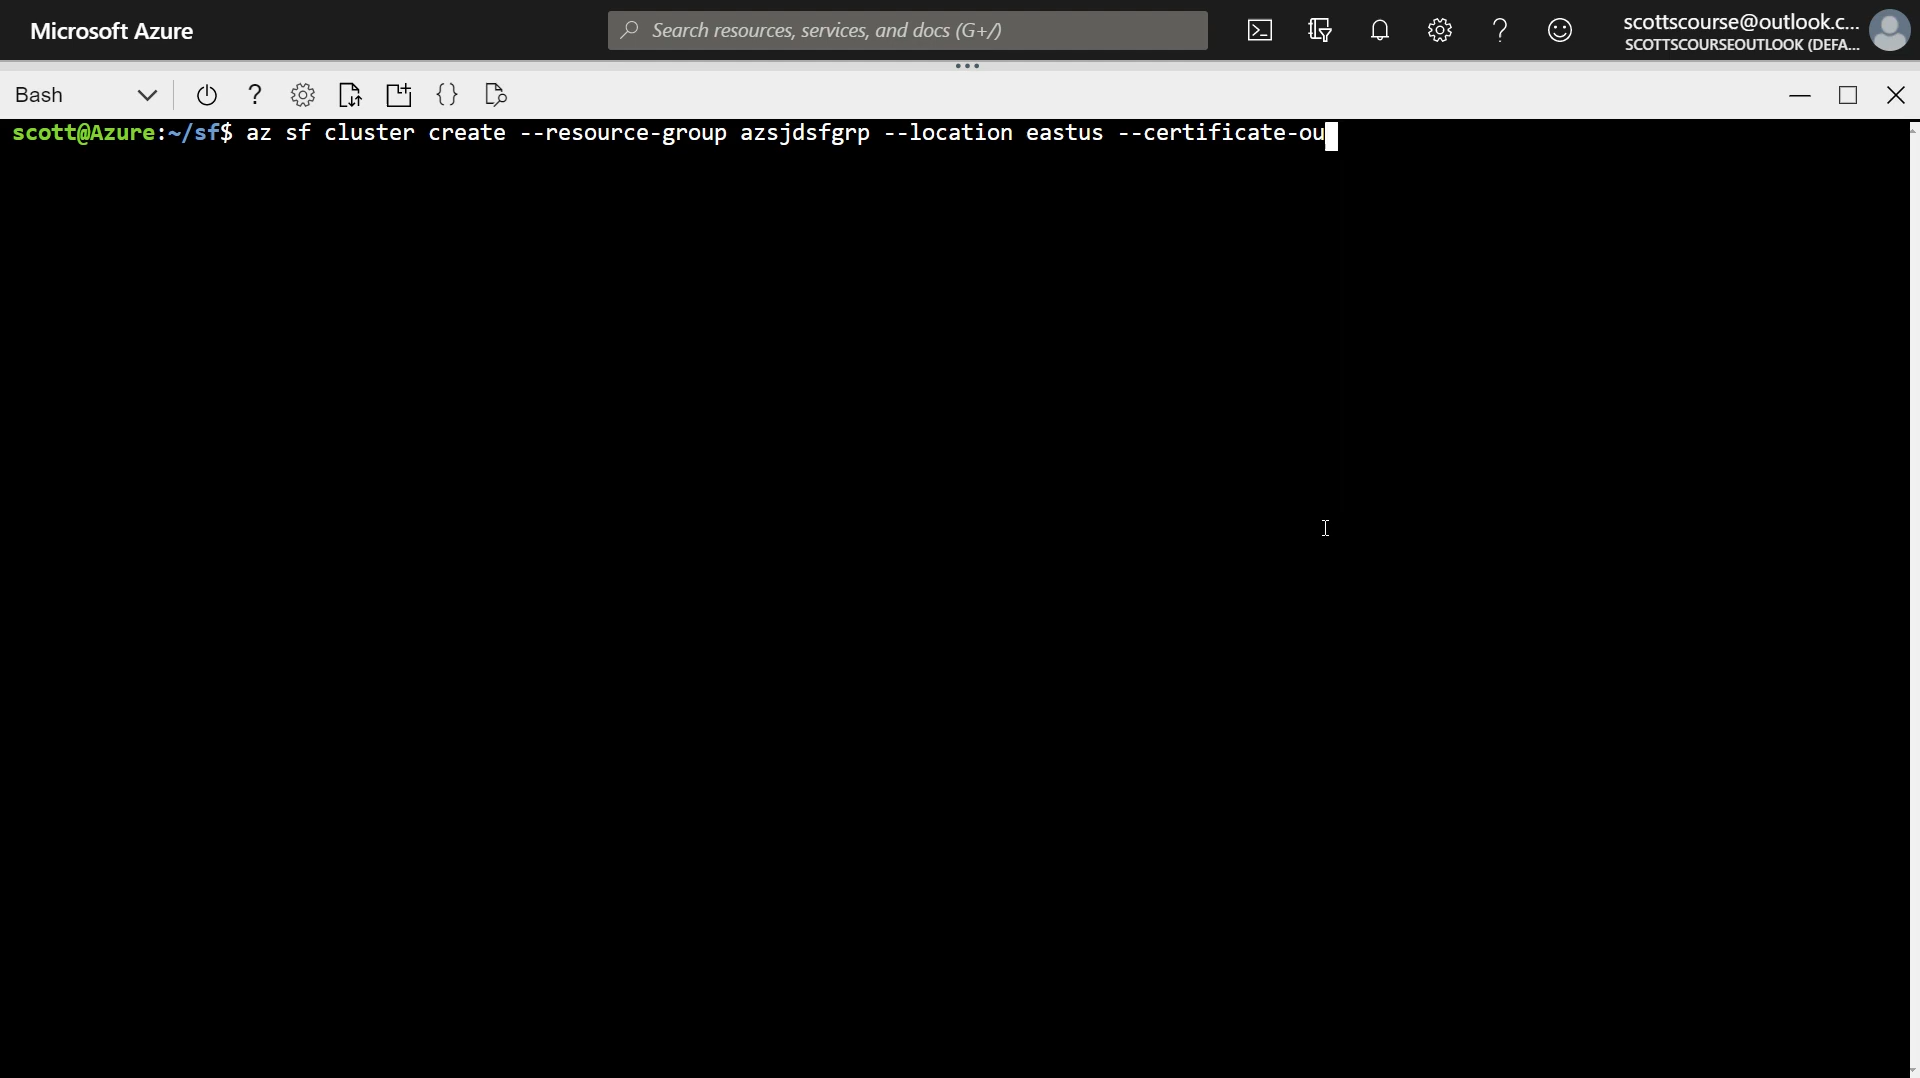 Microsoft Azure
Search resources, services, and docs (G+/)
scottscourse@outlook.c...
SCOTTSCOURSEOUTLOOK (DEFA...
Bash
scott@Azure:~/sf$ az sf cluster create --resource-group azsjdsfgrp --location eastus --certificate-ou